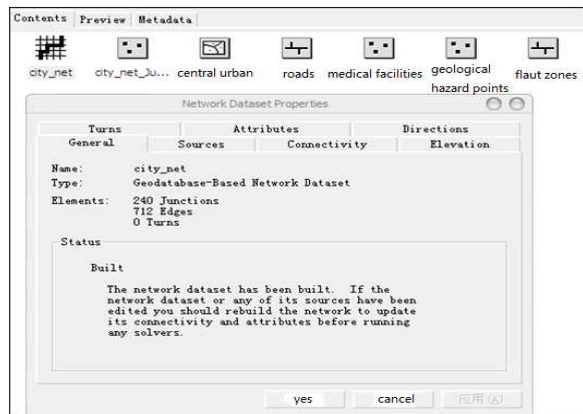 Contents Preview Metadata
city_net city_net_Ju... central urban roads medical facilities geological hazard points flaut zones
Network Dataset Properties
Turns Attributes Directions
General Sources Connectivity Elevation
Name: city_net
Type: Geodatabase-Based Network Dataset
Elements: 240 Junctions
712 Edges
0 Turns
Status
Built
The network dataset has been built. If the
network dataset or any of its sources have been
edited you should rebuild the network to update
its connectivity and attributes before running
any solvers.
yes cancel 应用(A)